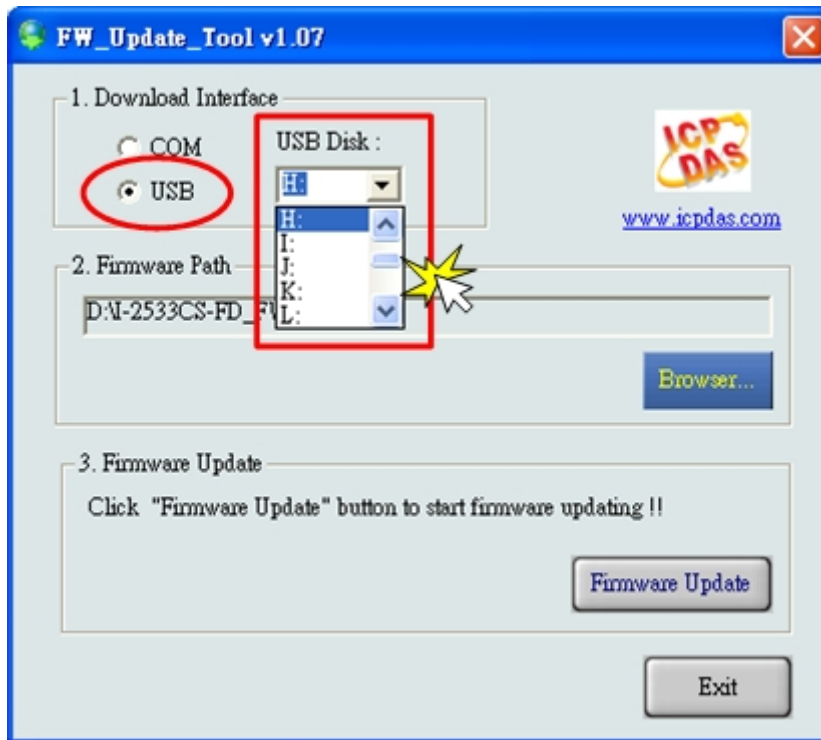 FW_Update_Tool v1.07
1. Download Interface
COM
USB
USB Disk :
H:
H:
I:
J:
K:
L:
ICP
DAS
www.icpdas.com
2. Firmware Path
D:\I-2533CS-FD_
Browser...
3. Firmware Update
Click "Firmware Update" button to start firmware updating !!
Firmware Update
Exit